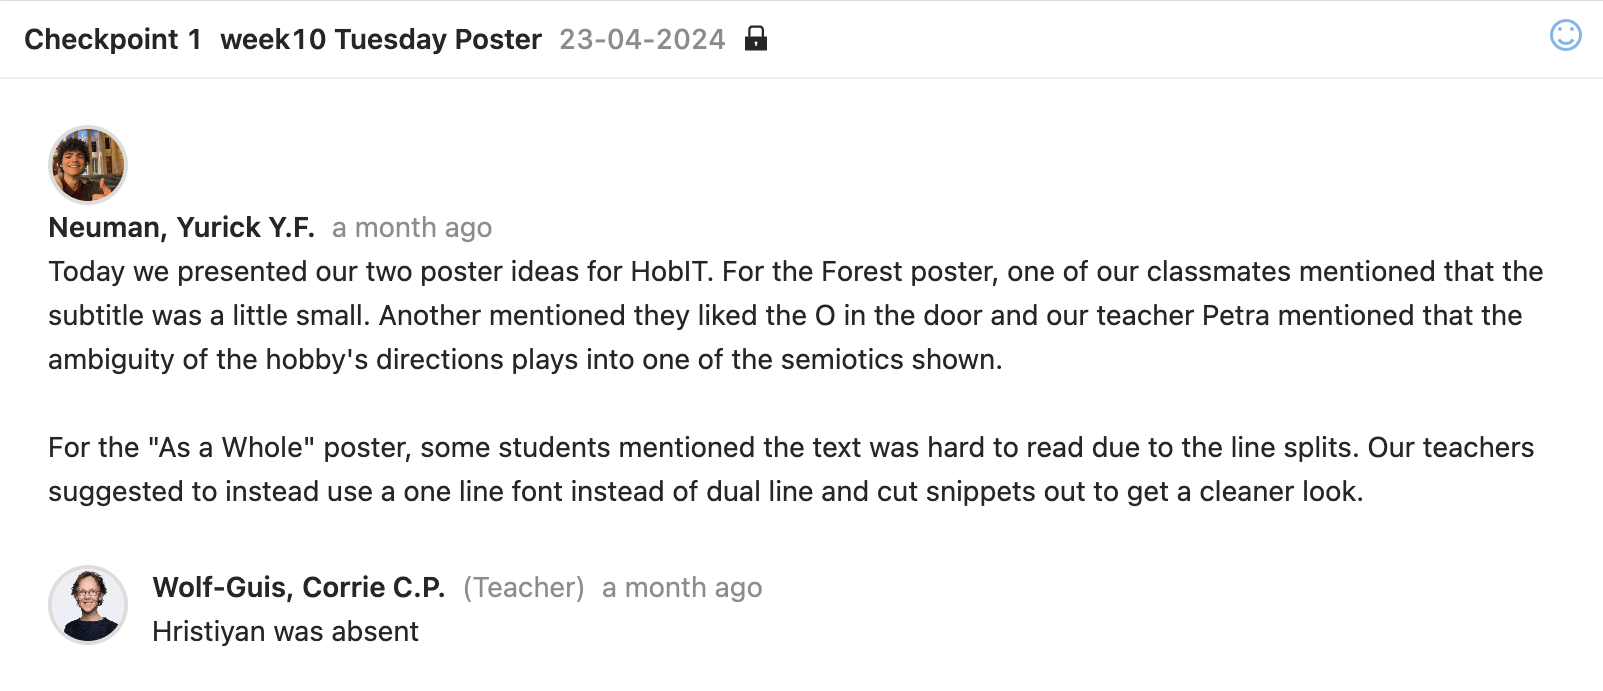 Checkpoint 1 week10 Tuesday Poster 23-04-2024
Neuman, Yurick Y.F. a month ago
Today we presented our two poster ideas for HobIT. For the Forest poster, one of our classmates mentioned that the
subtitle was a little small. Another mentioned they liked the O in the door and our teacher Petra mentioned that the
ambiguity of the hobby's directions plays into one of the semiotics shown.
For the "As a Whole" poster, some students mentioned the text was hard to read due to the line splits. Our teachers
suggested to instead use a one line font instead of dual line and cut snippets out to get a cleaner look.
Wolf-Guis, Corrie C.P. (Teacher) a month ago
Hristiyan was absent